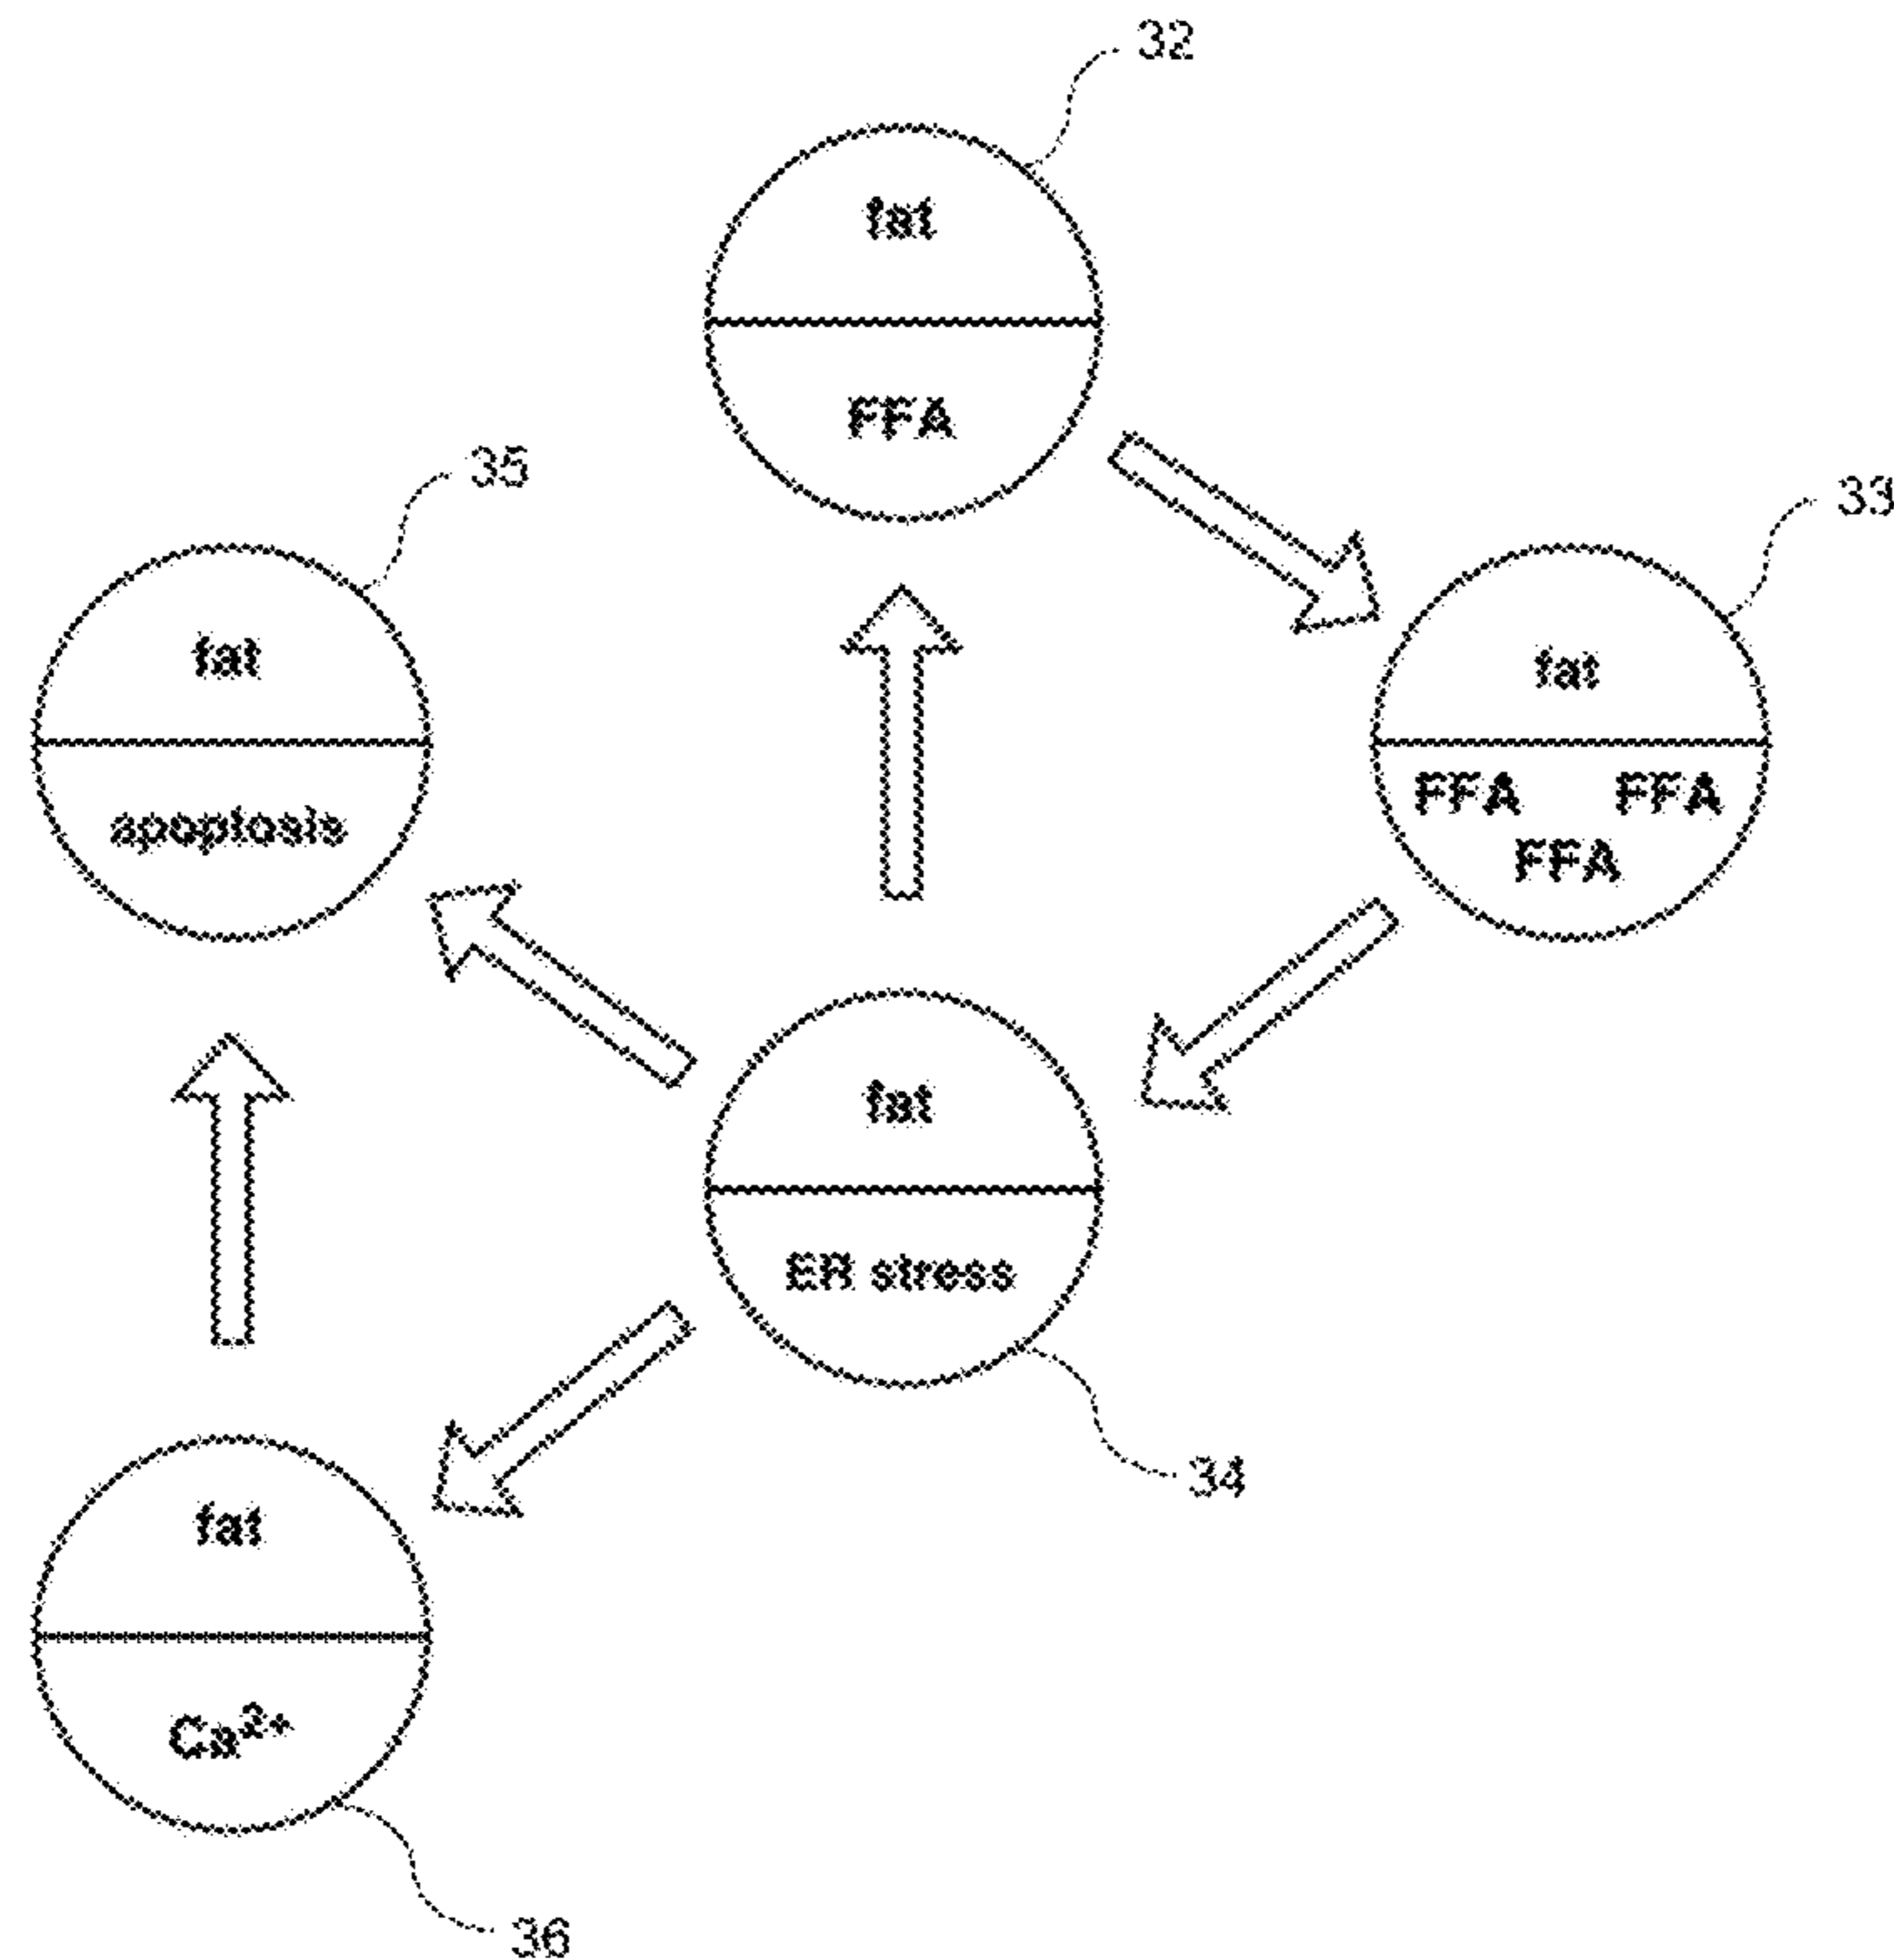 32
fat
FFA
35
33
fat
apoptosis
fat
FFA FFA
FFA
fat
ER stress
34
fat
Ca²⁺
36